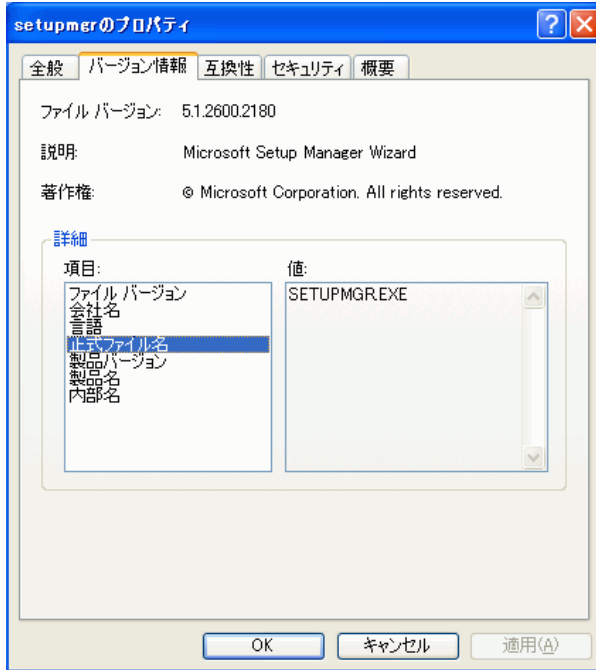 setupmgrのプロパティ
全般 バージョン情報 互換性 セキュリティ 概要
ファイル バージョン: 5.1.2600.2180
説明: Microsoft Setup Manager Wizard
著作権: © Microsoft Corporation. All rights reserved.
詳細
項目: 値:
ファイル バージョン SETUPMGR.EXE
会社名
言語
正式ファイル名
製品バージョン
製品名
内部名
OK キャンセル 適用(A)